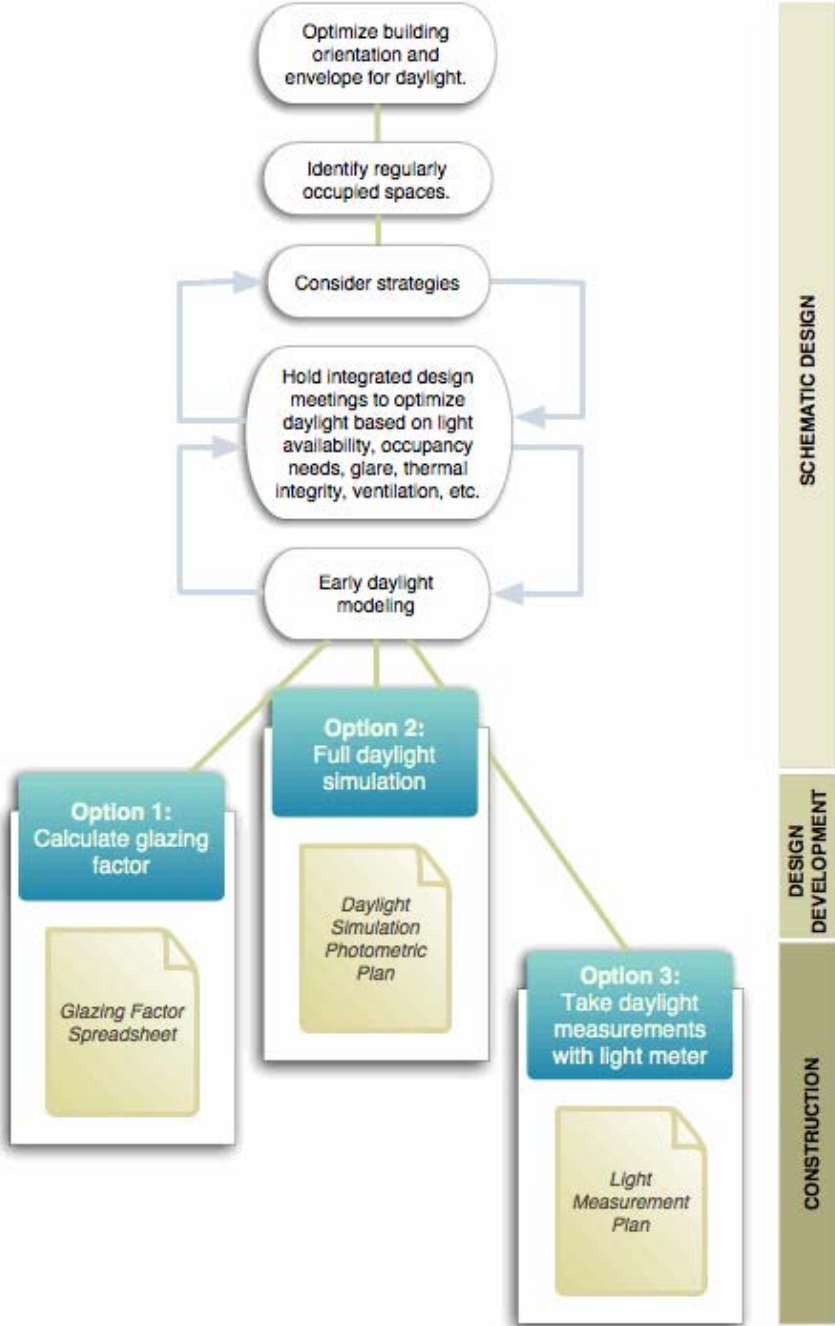 Optimize building
orientation and
envelope for daylight.
Identify regularly
occupied spaces.
Consider strategies
Hold integrated design
meetings to optimize
daylight based on light
availability, occupancy
needs, glare, thermal
integrity, ventilation, etc.
Early daylight
modeling
Option 1:
Calculate glazing
factor
Glazing Factor
Spreadsheet
Option 2:
Full daylight
simulation
Daylight
Simulation
Photometric
Plan
Option 3:
Take daylight
measurements
with light meter
Light
Measurement
Plan
SCHEMATIC DESIGN
DESIGN
DEVELOPMENT
CONSTRUCTION